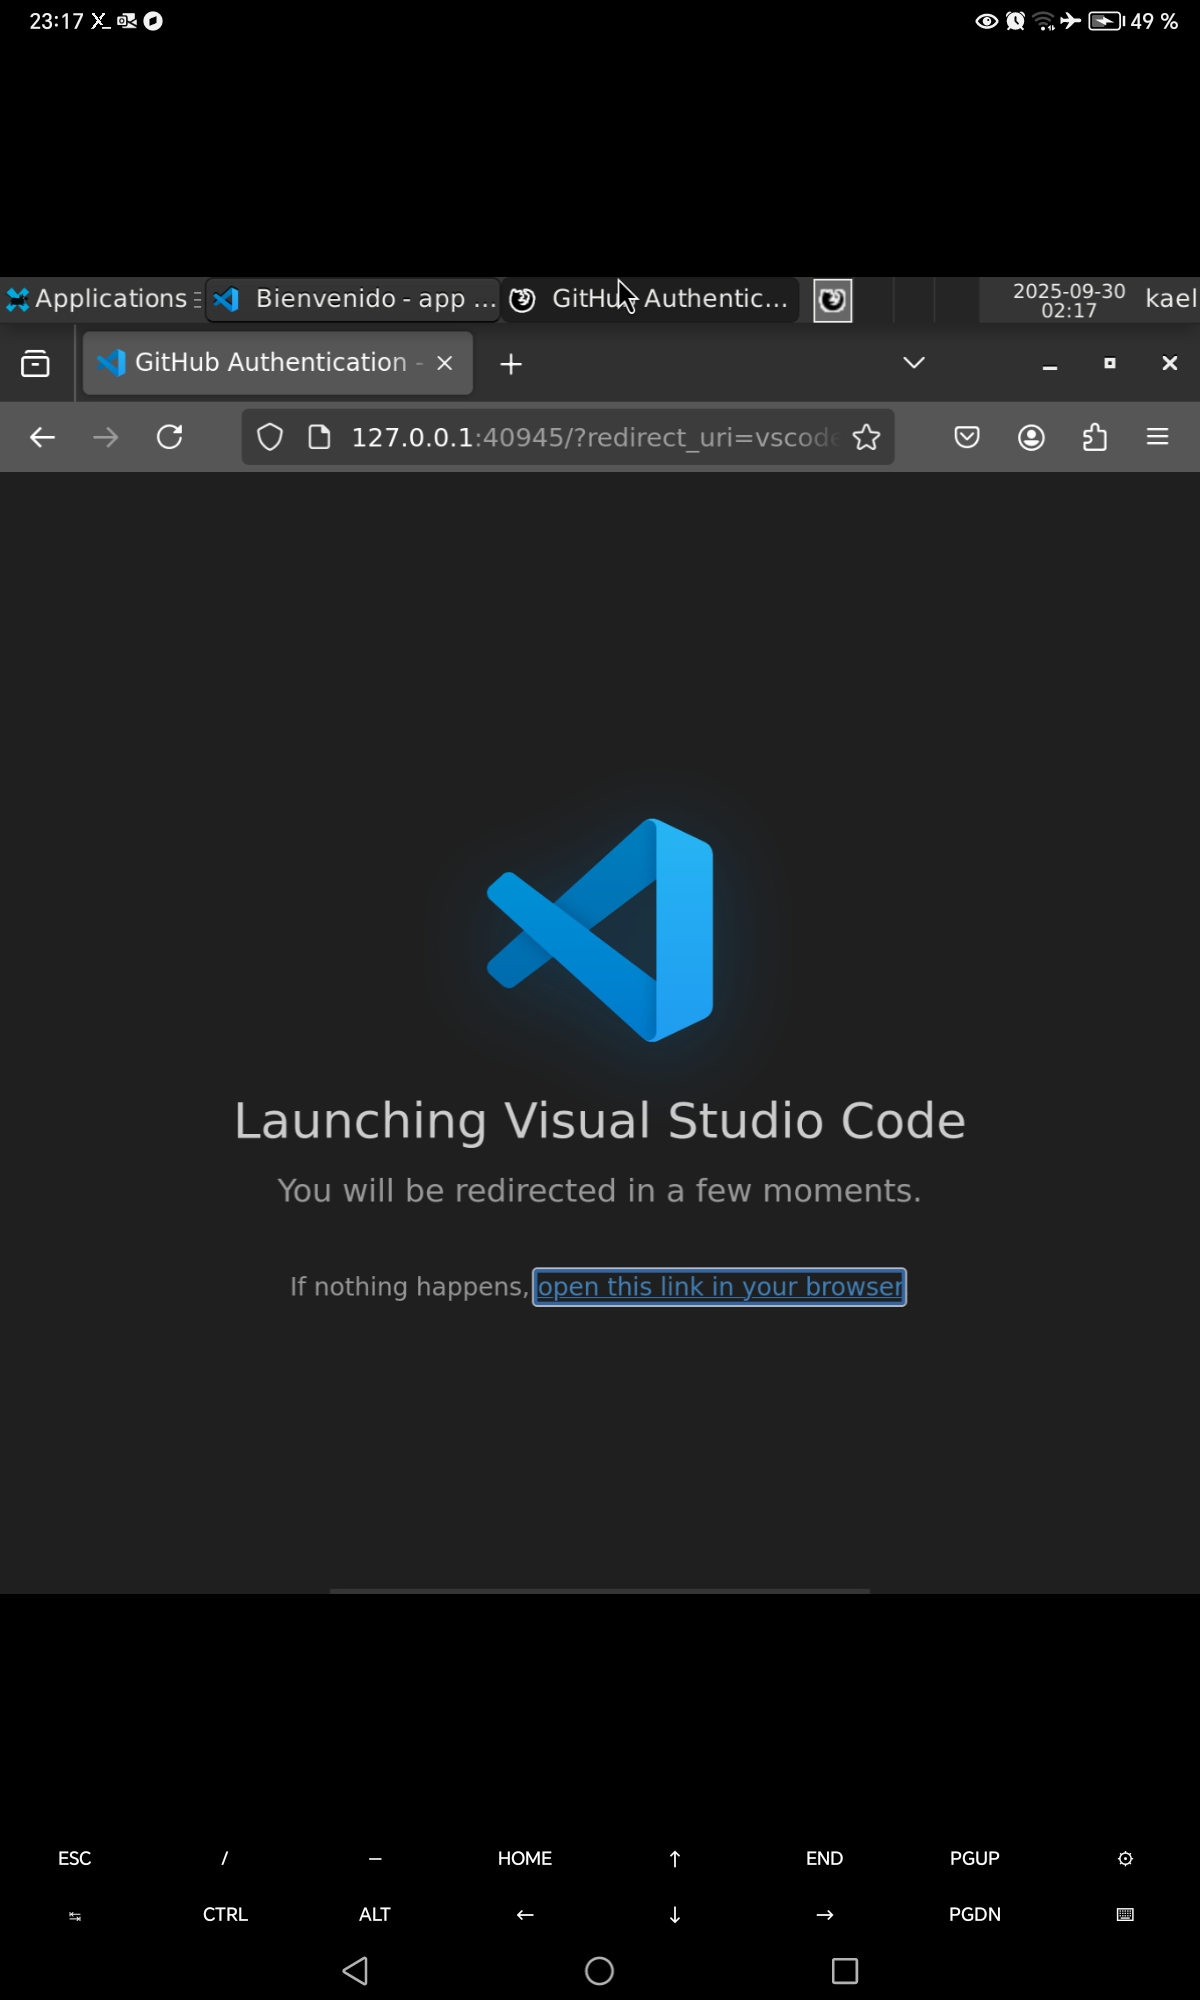 23:17
49 %
Applications
Bienvenido - app ...
GitHu Authentic...
2025-09-30
02:17
kael
GitHub Authentication -
127.0.0.1:40945/?redirect_uri=vscode
Launching Visual Studio Code
You will be redirected in a few moments.
If nothing happens, open this link in your browser
ESC / — HOME ↑ END PGUP
CTRL ALT ← ↓ → PGDN